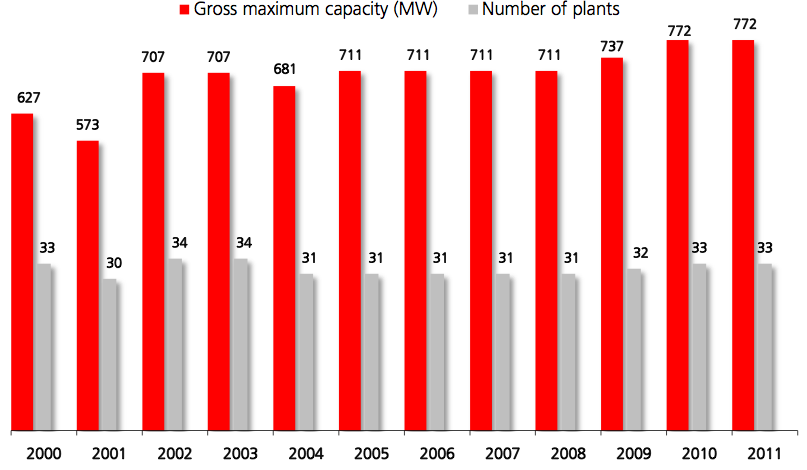 Gross maximum capacity (MW) Number of plants
627 573 707 707 681 711 711 711 711 737 772 772
33 30 34 34 31 31 31 31 31 32 33 33
2000 2001 2002 2003 2004 2005 2006 2007 2008 2009 2010 2011